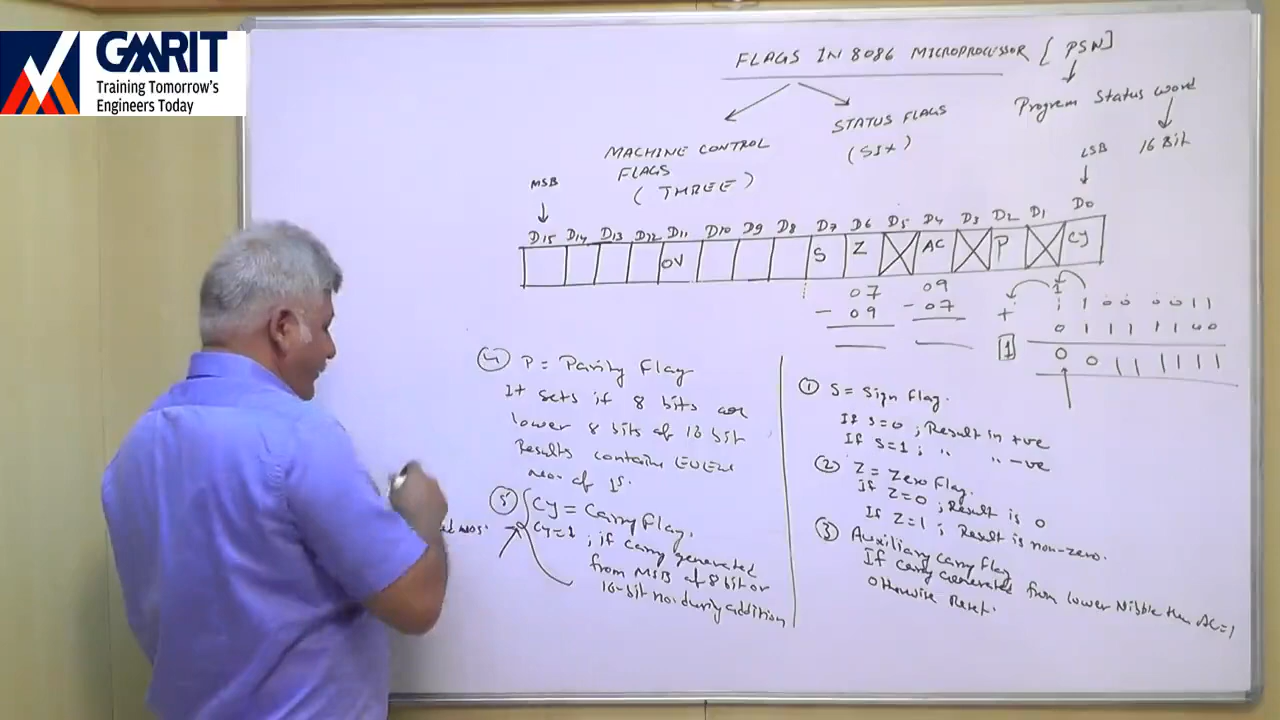 GMRIT
Training Tomorrow's
Engineers Today
FLAGS IN 8086 MICROPROCESSOR [PSW]
Program Status word
16 Bit
MACHINE CONTROL
FLAGS
(THREE)
STATUS FLAGS
(SIX)
MSB
LSB
D15 D14 D13 D12 D11 D10 D9 D8 D7 D6 D5 D4 D3 D2 D1 D0
OV S Z AC P CY
07
- 09
09
- 07
1
+ 1 1 0 0 0 0 1 1
0 1 1 1 1 1 0 0
1 0 0 1 1 1 1 1 1
④ P = Parity Flag
It sets if 8 bits or
lower 8 bits of 16 bit
Results contain EVEN
nos. of 1s.
⑤ CY = Carry Flag.
CY=1 ; if carry generated
from MSB of 8 bit or
16-bit no. during addition
nos.
① S = Sign Flag.
If S=0 ; Result in +ve
If S=1 ; " " -ve
② Z = Zero Flag.
If Z=0 ; Result is 0
If Z=1 ; Result is non-zero.
③ Auxiliary carry Flag
If carry generated from lower Nibble then AC=1
otherwise Reset.